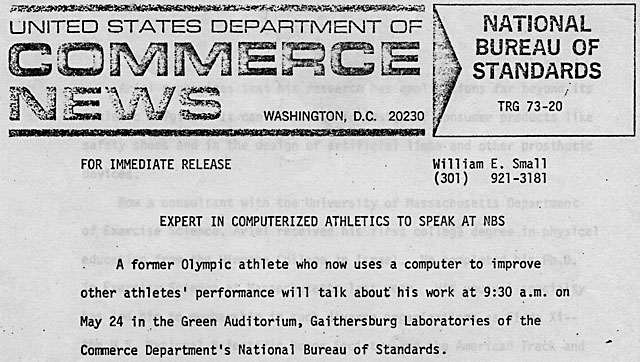 UNITED STATES DEPARTMENT OF
COMMERCE
NEWS
WASHINGTON, D.C. 20230
NATIONAL
BUREAU OF
STANDARDS
TRG 73-20
FOR IMMEDIATE RELEASE
William E. Small
(301) 921-3181
EXPERT IN COMPUTERIZED ATHLETICS TO SPEAK AT NBS
A former Olympic athlete who now uses a computer to improve
other athletes' performance will talk about his work at 9:30 a.m. on
May 24 in the Green Auditorium, Gaithersburg Laboratories of the
Commerce Department's National Bureau of Standards.